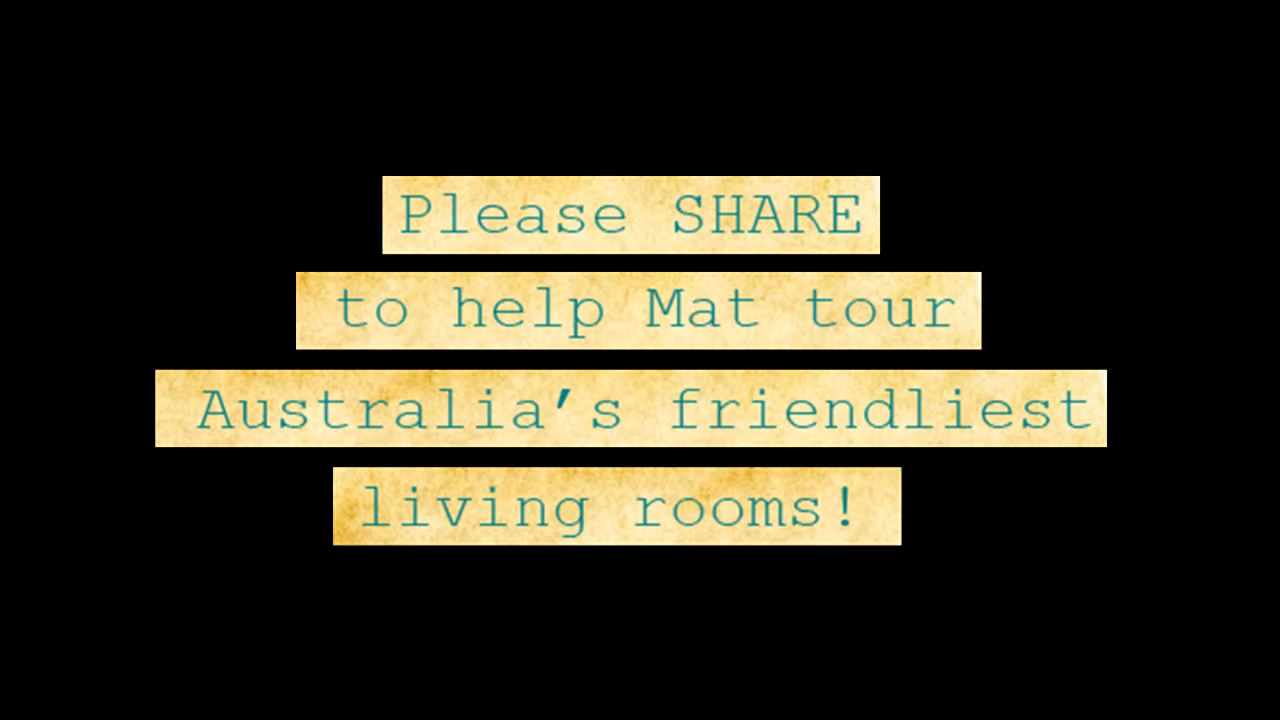 Please SHARE
to help Mat tour
Australia’s friendliest
living rooms!